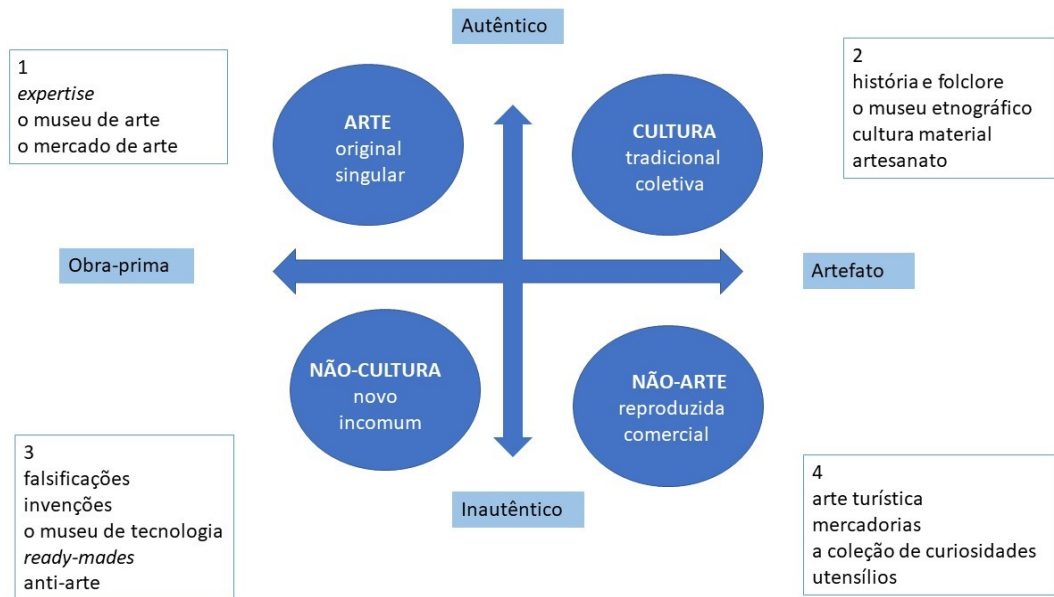 Autêntico
1
expertise
o museu de arte
o mercado de arte
ARTE
original
singular
CULTURA
tradicional
coletiva
2
história e folclore
o museu etnográfico
cultura material
artesanato
Obra-prima
Artefato
NÃO-CULTURA
novo
incomum
NÃO-ARTE
reproduzida
comercial
3
falsificações
invenções
o museu de tecnologia
ready-mades
anti-arte
Inautêntico
4
arte turística
mercadorias
a coleção de curiosidades
utensílios